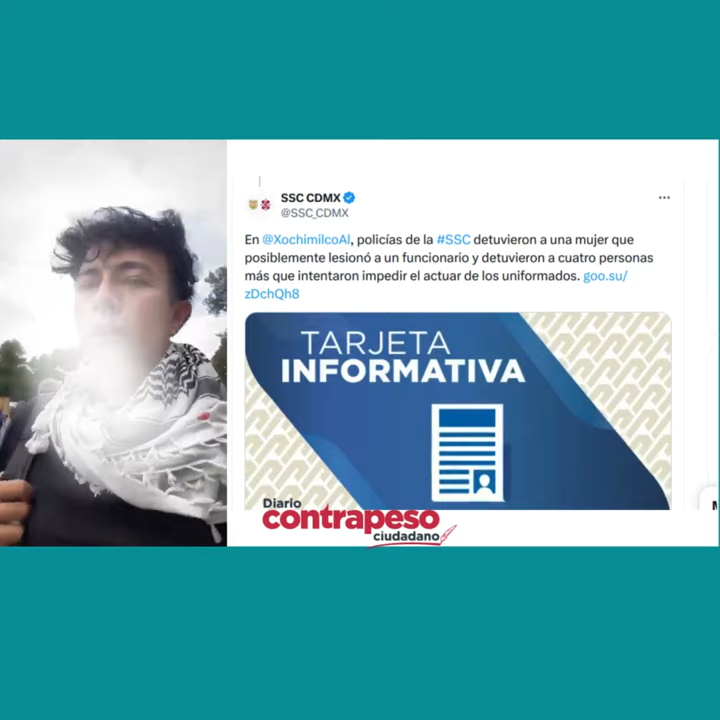 SSC CDMX
@SSC_CDMX
En @XochimilcoAl, policías de la #SSC detuvieron a una mujer que
posiblemente lesionó a un funcionario y detuvieron a cuatro personas
más que intentaron impedir el actuar de los uniformados. goo.su/
zDchQh8
TARJETA
INFORMATIVA
Diario
contrapeso
ciudadano